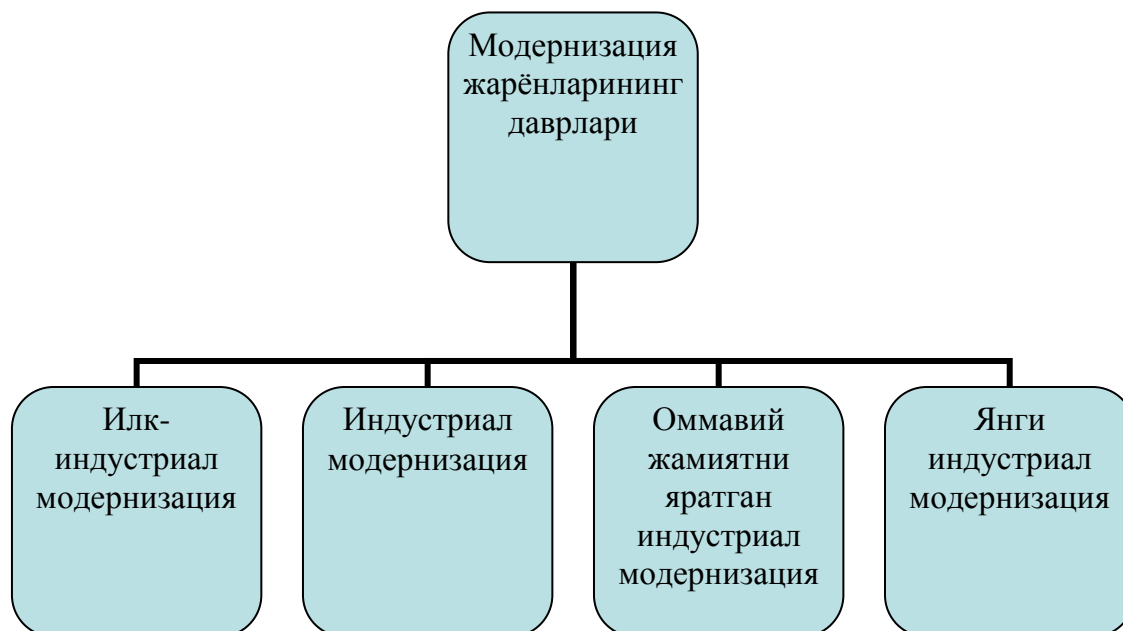 Модернизация
жарёнларининг
даврлари
Илк-
индустриал
модернизация
Индустриал
модернизация
Оммавий
жамиятни
яратган
индустриал
модернизация
Янги
индустриал
модернизация